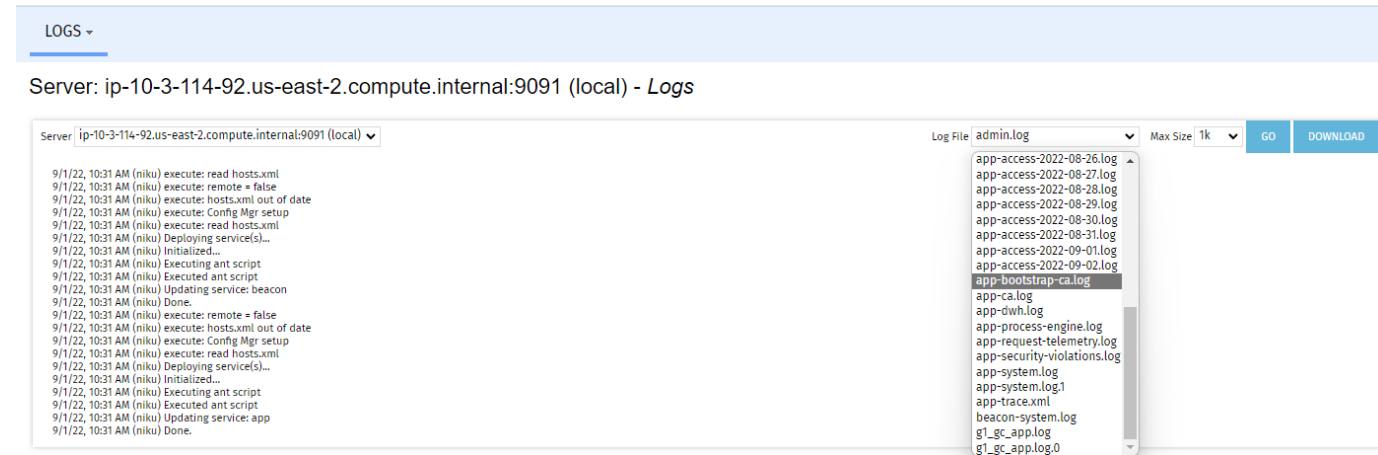 LOGS
Server: ip-10-3-114-92.us-east-2.compute.internal:9091 (local) - Logs
Server ip-10-3-114-92.us-east-2.compute.internal:9091 (local) Log File admin.log Max Size 1k GO DOWNLOAD
9/1/22, 10:31 AM (niku) execute: read hosts.xml
9/1/22, 10:31 AM (niku) execute: remote = false
9/1/22, 10:31 AM (niku) execute: hosts.xml out of date
9/1/22, 10:31 AM (niku) execute: Config Mgr setup
9/1/22, 10:31 AM (niku) execute: read hosts.xml
9/1/22, 10:31 AM (niku) Deploying service(s)...
9/1/22, 10:31 AM (niku) Initialized...
9/1/22, 10:31 AM (niku) Executing ant script
9/1/22, 10:31 AM (niku) Executed ant script
9/1/22, 10:31 AM (niku) Updating service: beacon
9/1/22, 10:31 AM (niku) Done.
9/1/22, 10:31 AM (niku) execute: remote = false
9/1/22, 10:31 AM (niku) execute: hosts.xml out of date
9/1/22, 10:31 AM (niku) execute: Config Mgr setup
9/1/22, 10:31 AM (niku) execute: read hosts.xml
9/1/22, 10:31 AM (niku) Deploying service(s)...
9/1/22, 10:31 AM (niku) Initialized...
9/1/22, 10:31 AM (niku) Executing ant script
9/1/22, 10:31 AM (niku) Executed ant script
9/1/22, 10:31 AM (niku) Updating service: app
9/1/22, 10:31 AM (niku) Done.
app-access-2022-08-26.log
app-access-2022-08-27.log
app-access-2022-08-28.log
app-access-2022-08-29.log
app-access-2022-08-30.log
app-access-2022-08-31.log
app-access-2022-09-01.log
app-access-2022-09-02.log
app-bootstrap-ca.log
app-ca.log
app-dwh.log
app-process-engine.log
app-request-telemetry.log
app-security-violations.log
app-system.log
app-system.log.1
app-trace.xml
beacon-system.log
g1_gc_app.log
g1_gc_app.log.0